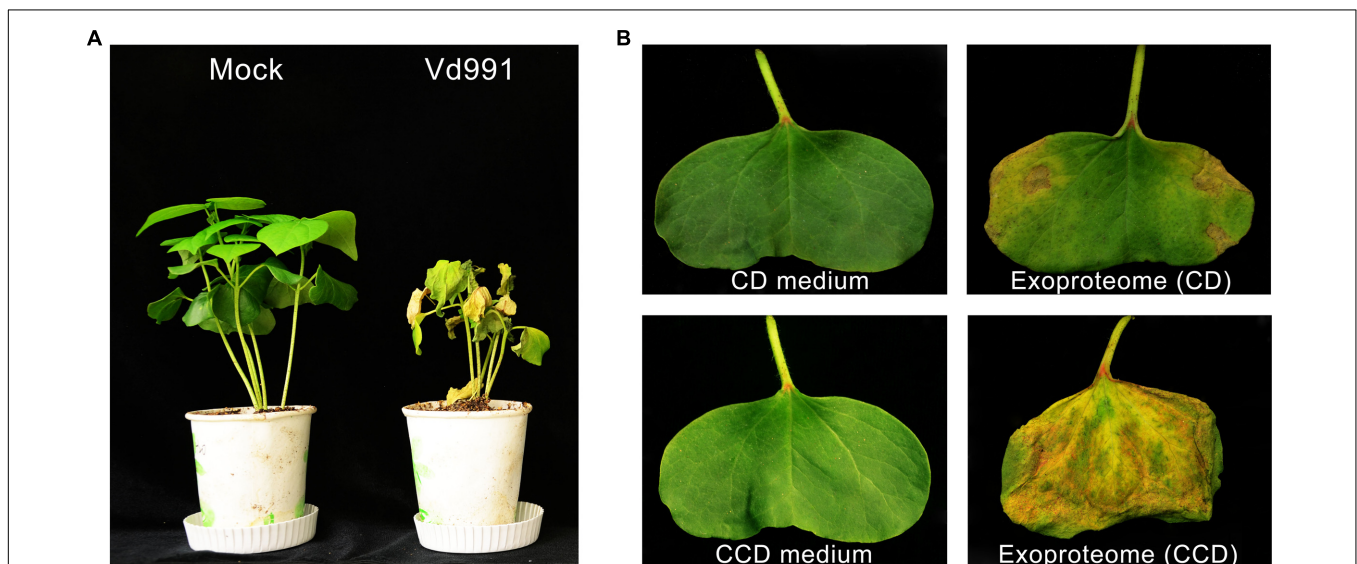 A
Mock
Vd991
B
CD medium
Exoproteome (CD)
CCD medium
Exoproteome (CCD)